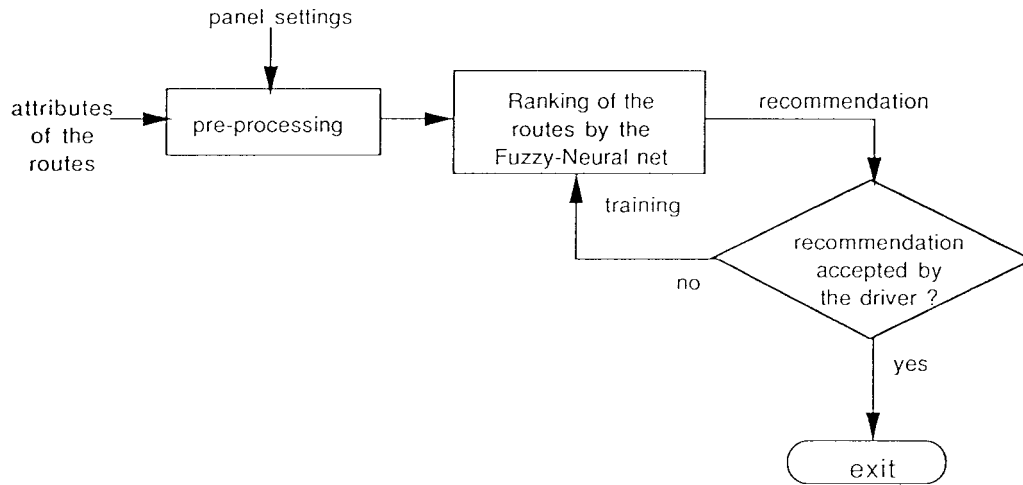 panel settings
attributes
of the
routes
pre-processing
Ranking of the
routes by the
Fuzzy-Neural net
recommendation
training
no
recommendation
accepted by
the driver ?
yes
exit